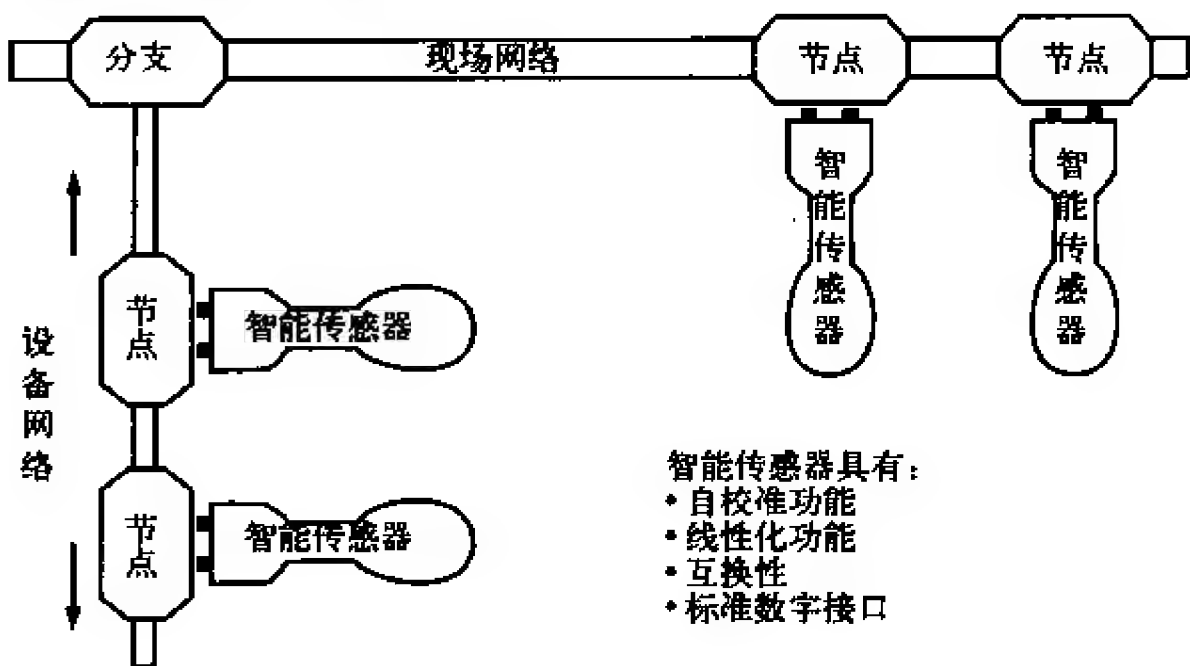 分支
现场网络
节点
节点
智能传感器
智能传感器
节点
智能传感器
设备网络
节点
智能传感器
智能传感器具有：
•自校准功能
•线性化功能
•互换性
•标准数字接口